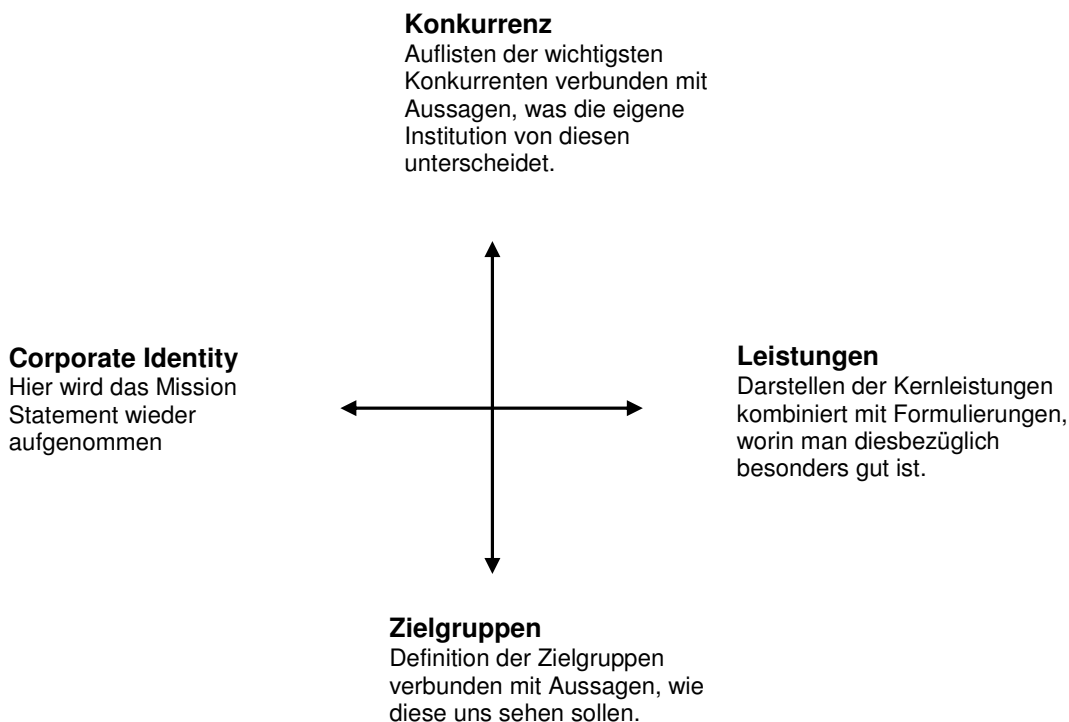 Konkurrenz
Auflisten der wichtigsten
Konkurrenten verbunden mit
Aussagen, was die eigene
Institution von diesen
unterscheidet.
Corporate Identity
Hier wird das Mission
Statement wieder
aufgenommen
Leistungen
Darstellen der Kernleistungen
kombiniert mit Formulierungen,
worin man diesbezüglich
besonders gut ist.
Zielgruppen
Definition der Zielgruppen
verbunden mit Aussagen, wie
diese uns sehen sollen.